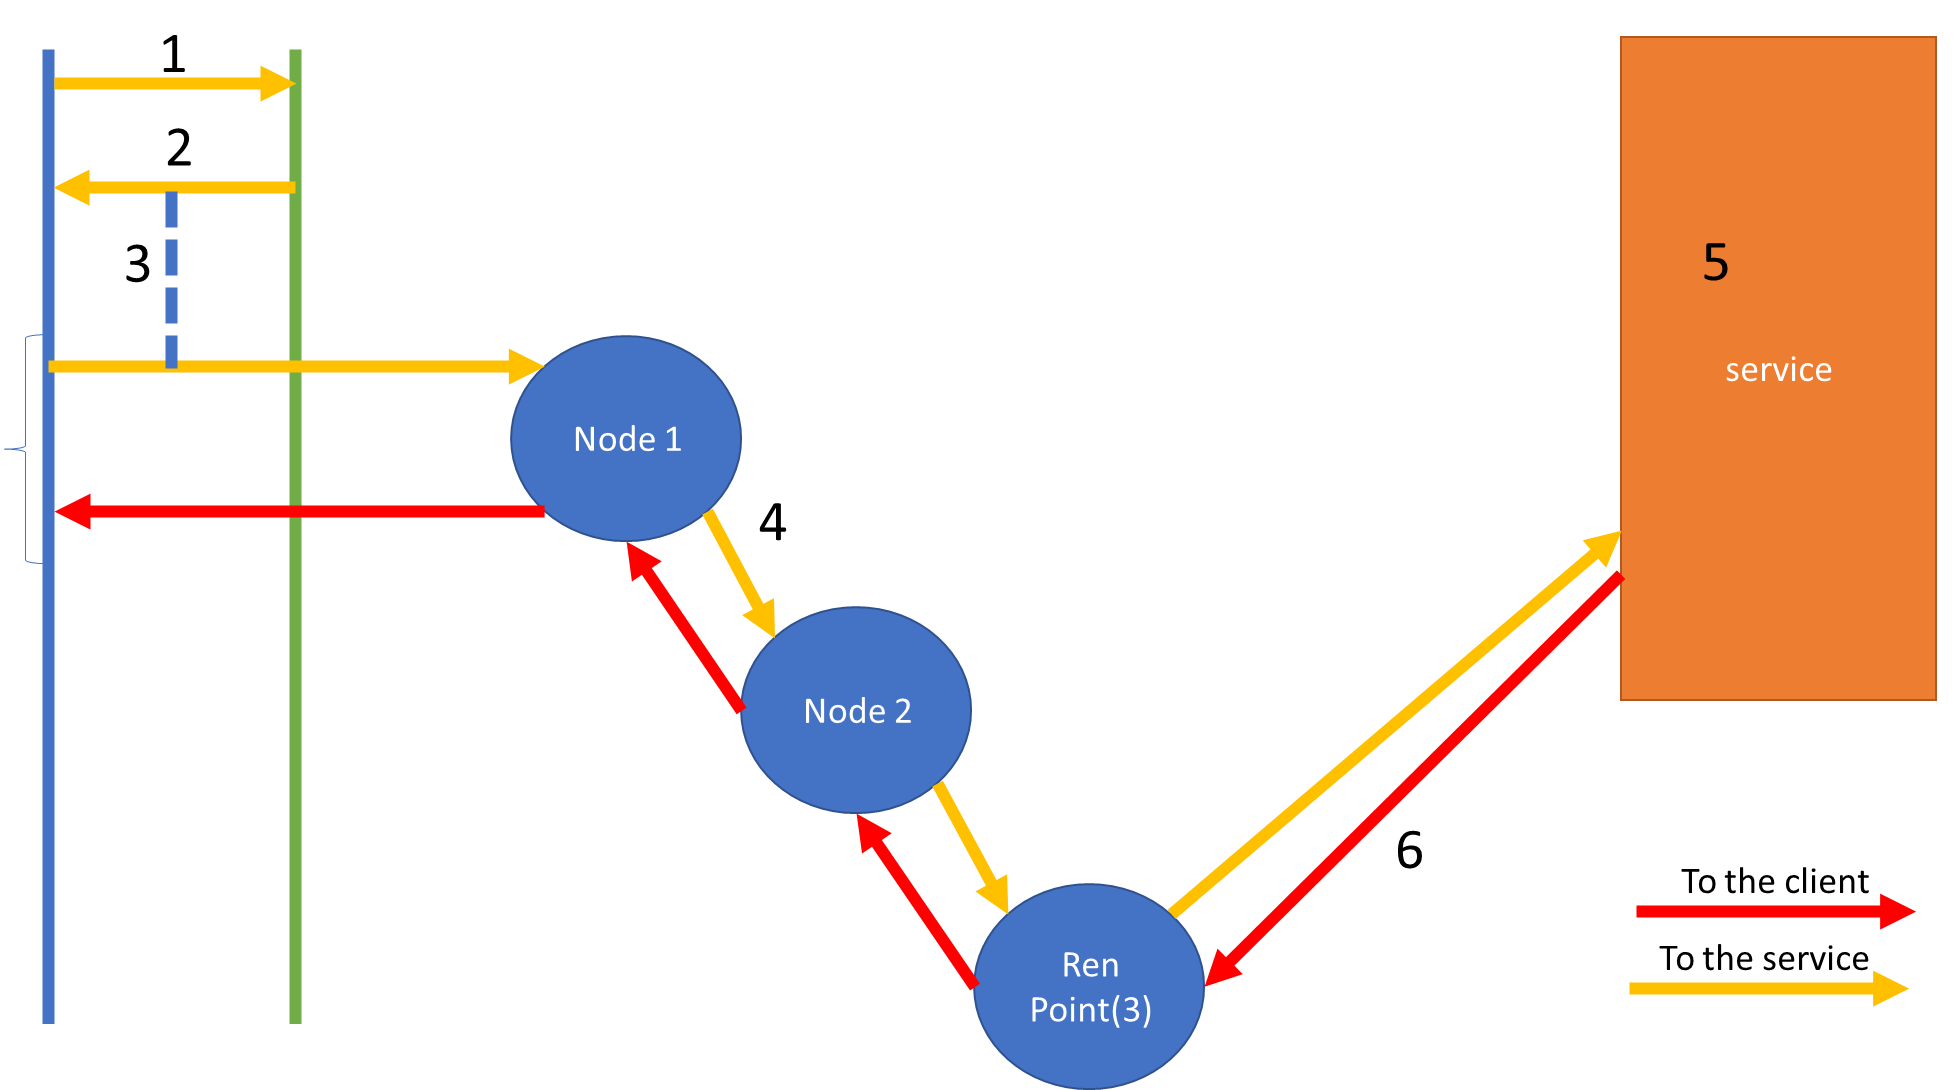 1
2
3
Node 1
4
Node 2
Ren
Point(3)
5
service
6
To the client
To the service